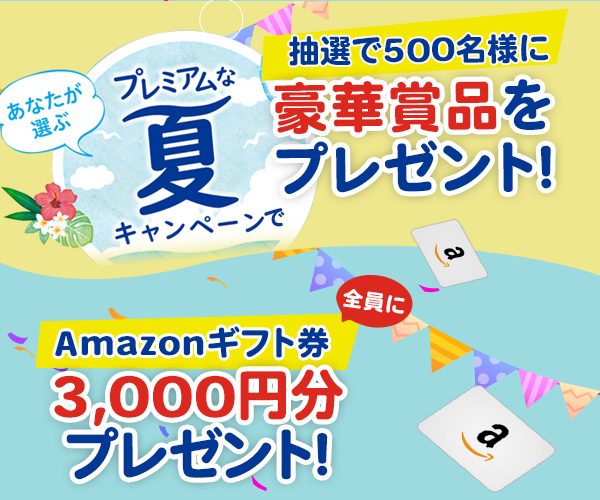 あなたが
選ぶ
プレミアムな
夏
キャンペーンで
抽選で500名様に
豪華賞品を
プレゼント!
a
全員に
Amazonギフト券
3,000円分
プレゼント!
a